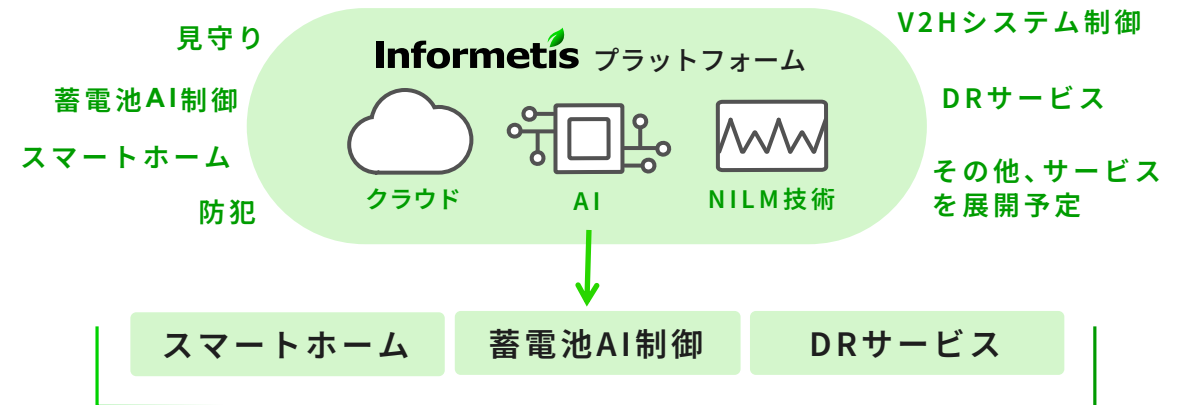 見守り
蓄電池AI制御
スマートホーム
防犯
Informetis プラットフォーム
クラウド
AI
NILM技術
V2Hシステム制御
DRサービス
その他、サービス
を展開予定
スマートホーム
蓄電池AI制御
DRサービス